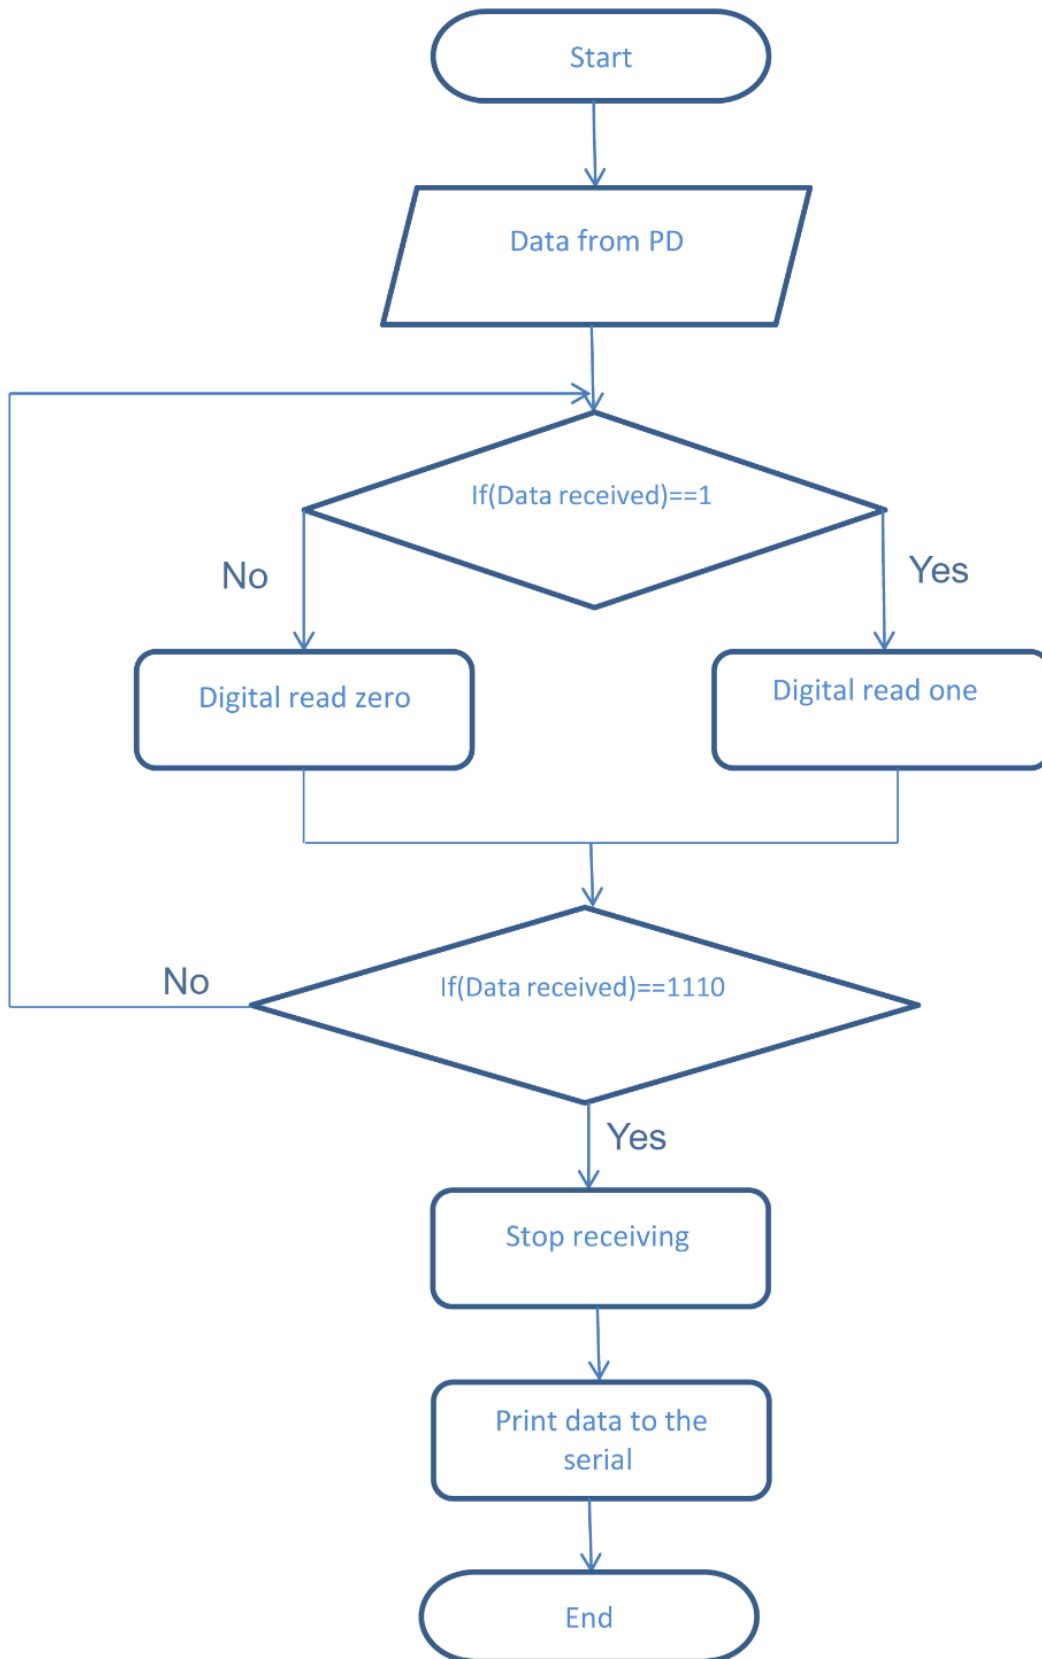 Start
Data from PD
If(Data received)==1
No
Yes
Digital read zero
Digital read one
If(Data received)==1110
No
Yes
Stop receiving
Print data to the
serial
End